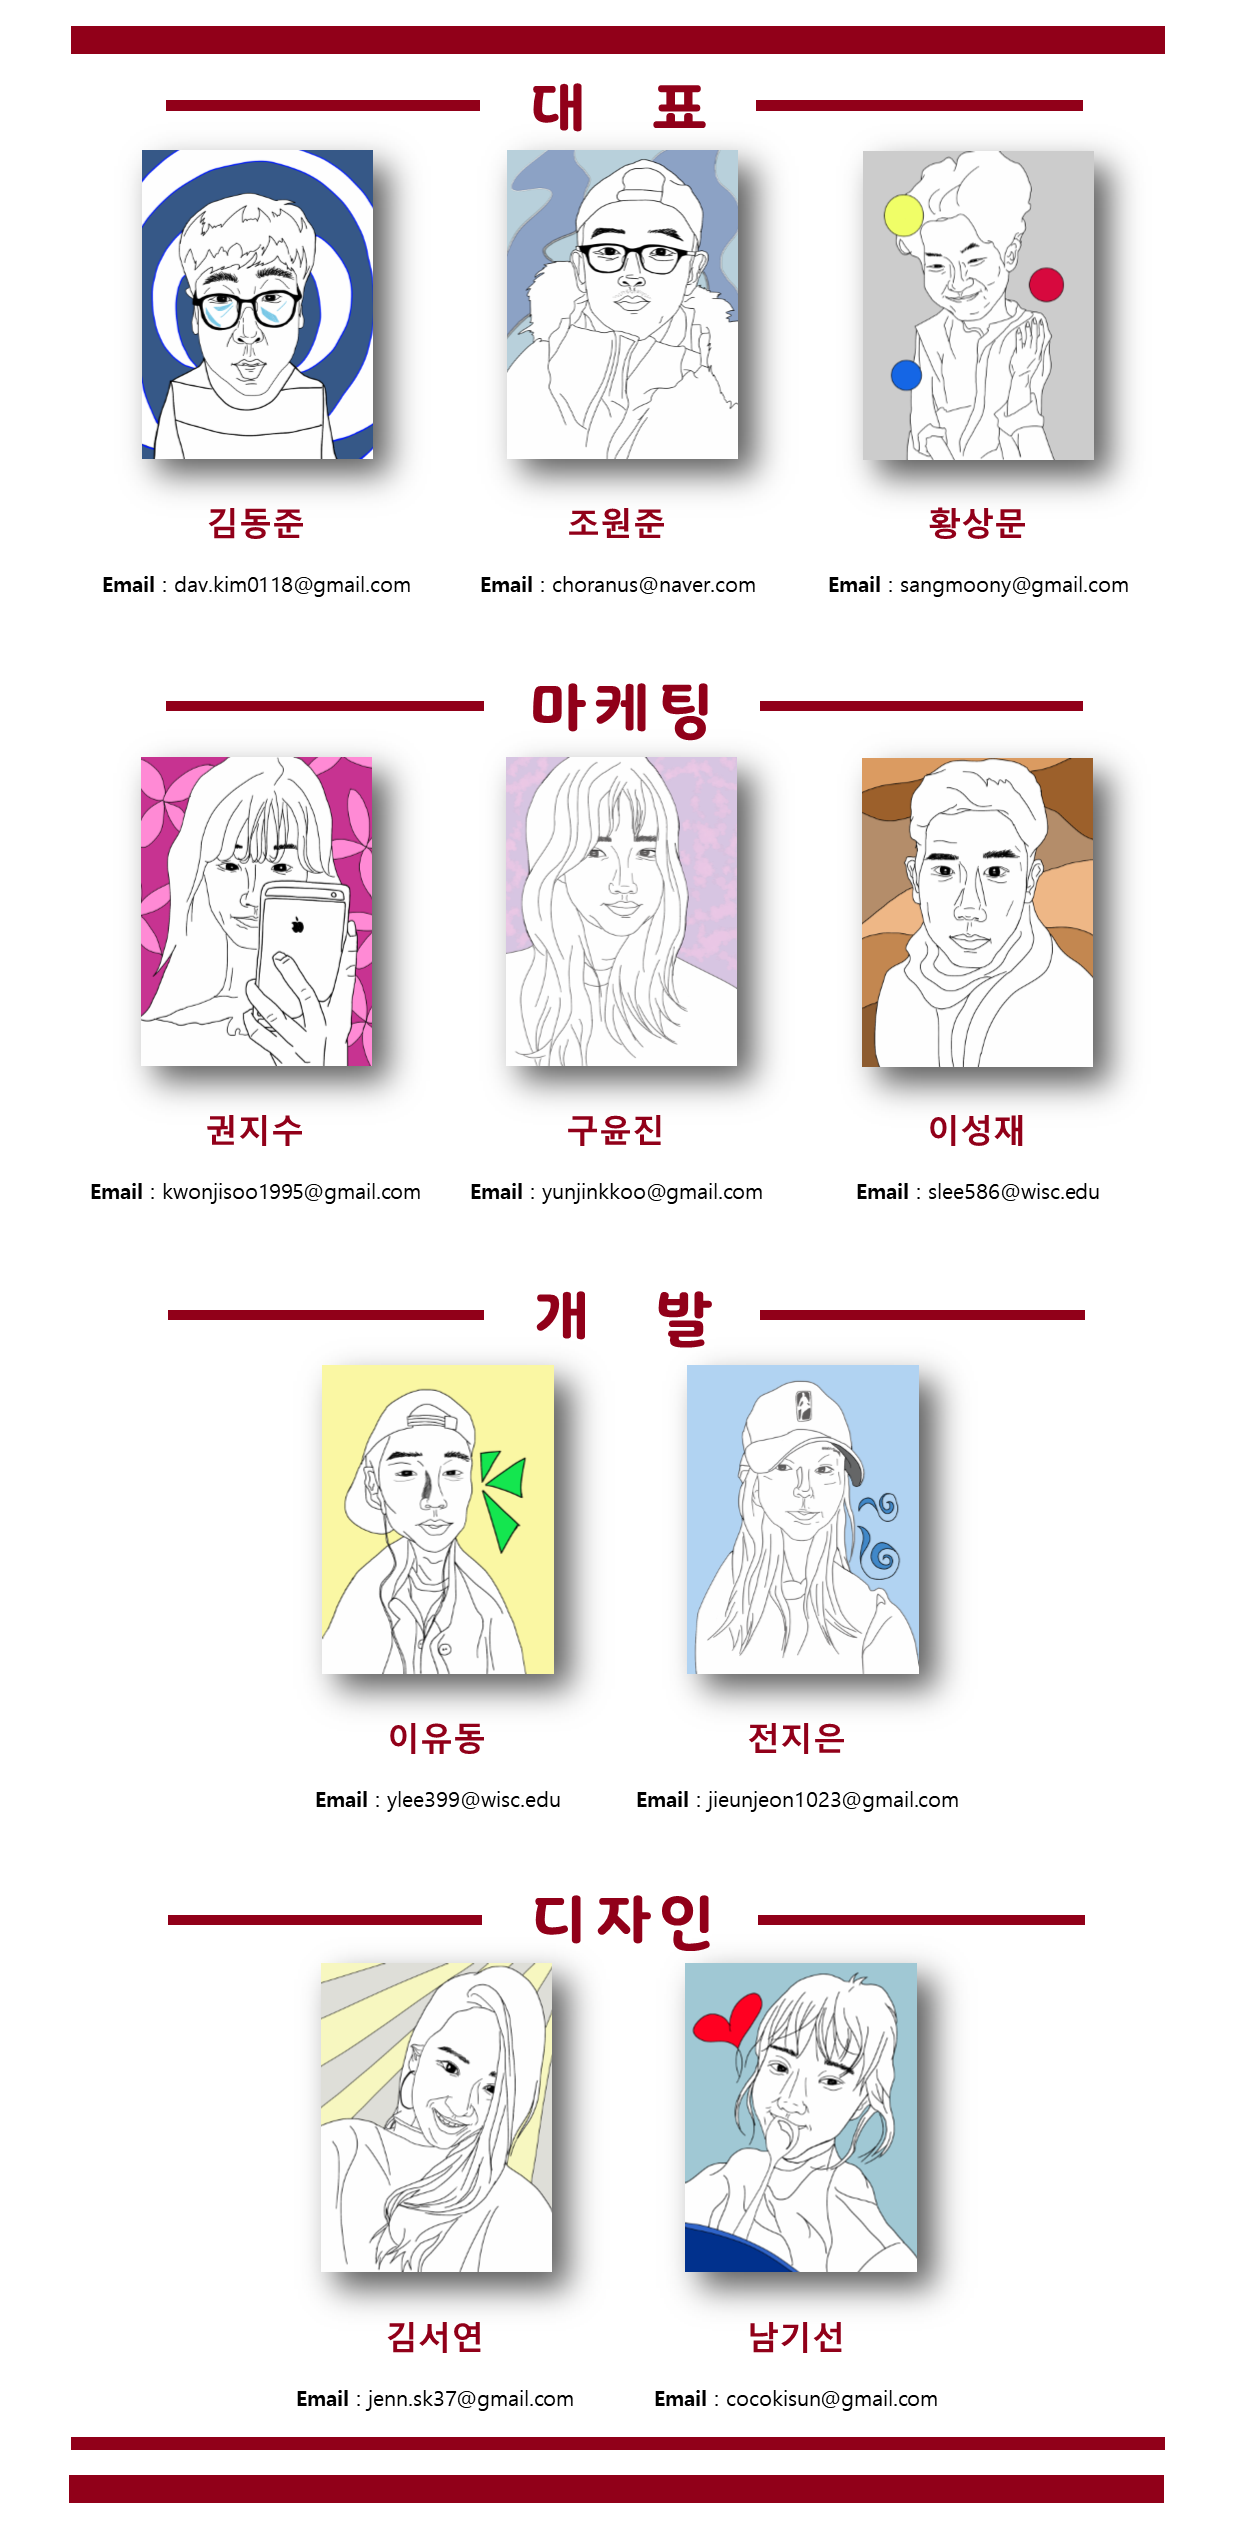 대 표
김동준 조원준 황상문
Email : dav.kim0118@gmail.com Email : choranus@naver.com Email : sangmoony@gmail.com
마케팅
권지수 구윤진 이성재
Email : kwonjisoo1995@gmail.com Email : yunjinkkoo@gmail.com Email : slee586@wisc.edu
개 발
이유동 전지은
Email : ylee399@wisc.edu Email : jieunjeon1023@gmail.com
디자인
김서연 남기선
Email : jenn.sk37@gmail.com Email : cocokisun@gmail.com